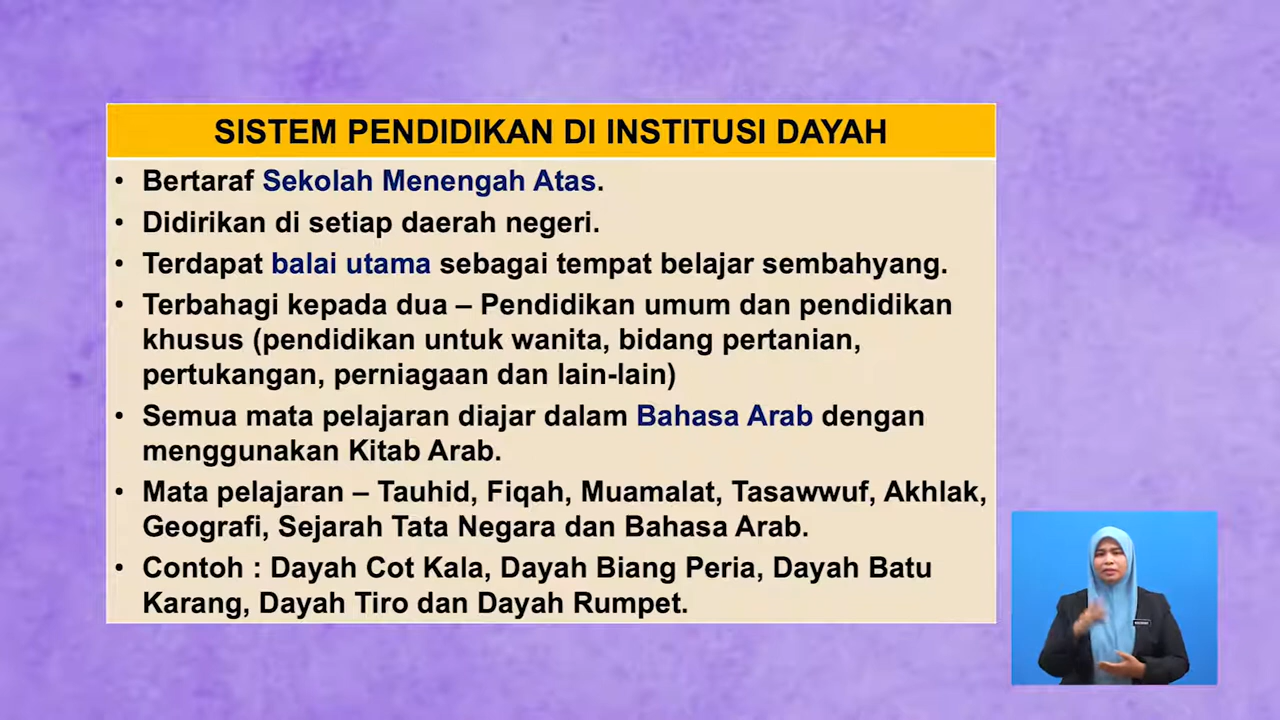 SISTEM PENDIDIKAN DI INSTITUSI DAYAH
• Bertaraf Sekolah Menengah Atas.
• Didirikan di setiap daerah negeri.
• Terdapat balai utama sebagai tempat belajar sembahyang.
• Terbahagi kepada dua – Pendidikan umum dan pendidikan
khusus (pendidikan untuk wanita, bidang pertanian,
pertukangan, perniagaan dan lain-lain)
• Semua mata pelajaran diajar dalam Bahasa Arab dengan
menggunakan Kitab Arab.
• Mata pelajaran – Tauhid, Fiqah, Muamalat, Tasawwuf, Akhlak,
Geografi, Sejarah Tata Negara dan Bahasa Arab.
• Contoh : Dayah Cot Kala, Dayah Biang Peria, Dayah Batu
Karang, Dayah Tiro dan Dayah Rumpet.